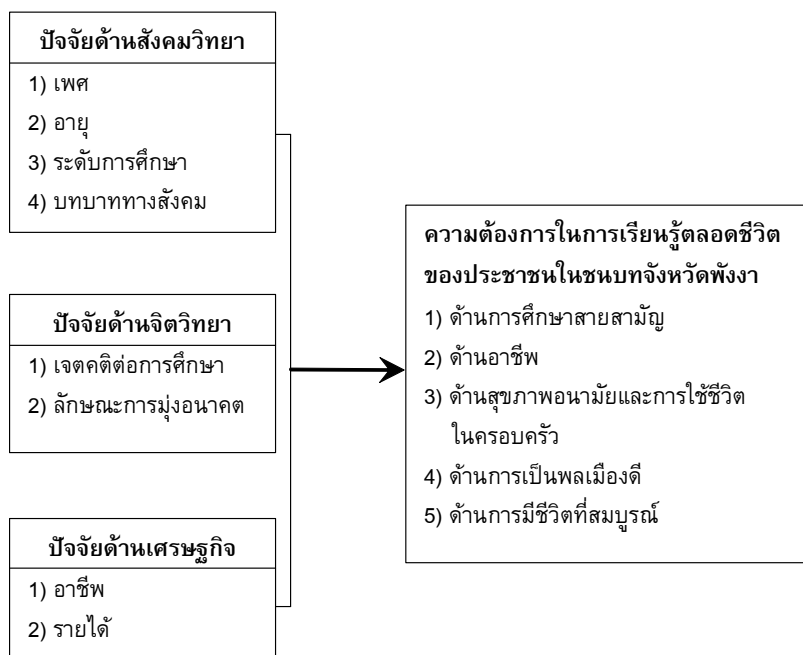 ปัจจัยด้านสังคมวิทยา
1) เพศ
2) อายุ
3) ระดับการศึกษา
4) บทบาททางสังคม
ปัจจัยด้านจิตวิทยา
1) เจตคติต่อการศึกษา
2) ลักษณะการมุ่งอนาคต
ปัจจัยด้านเศรษฐกิจ
1) อาชีพ
2) รายได้
ความต้องการในการเรียนรู้ตลอดชีวิต
ของประชาชนในชนบทจังหวัดพังงา
1) ด้านการศึกษาสายสามัญ
2) ด้านอาชีพ
3) ด้านสุขภาพอนามัยและการใช้ชีวิต
ในครอบครัว
4) ด้านการเป็นพลเมืองดี
5) ด้านการมีชีวิตที่สมบูรณ์